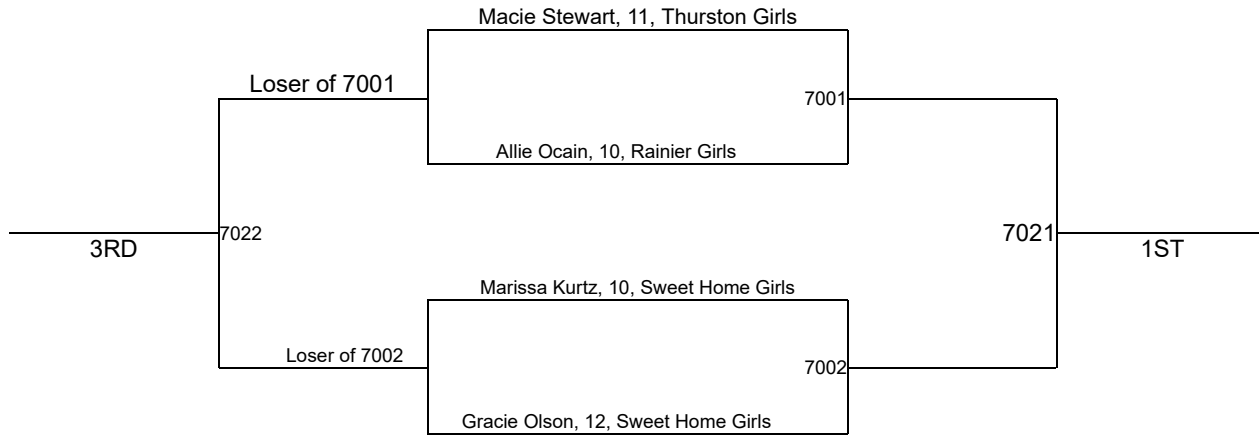 Macie Stewart, 11, Thurston Girls
Loser of 7001
7001
Allie Ocain, 10, Rainier Girls
7022
3RD
7021
1ST
Marissa Kurtz, 10, Sweet Home Girls
Loser of 7002
7002
Gracie Olson, 12, Sweet Home Girls